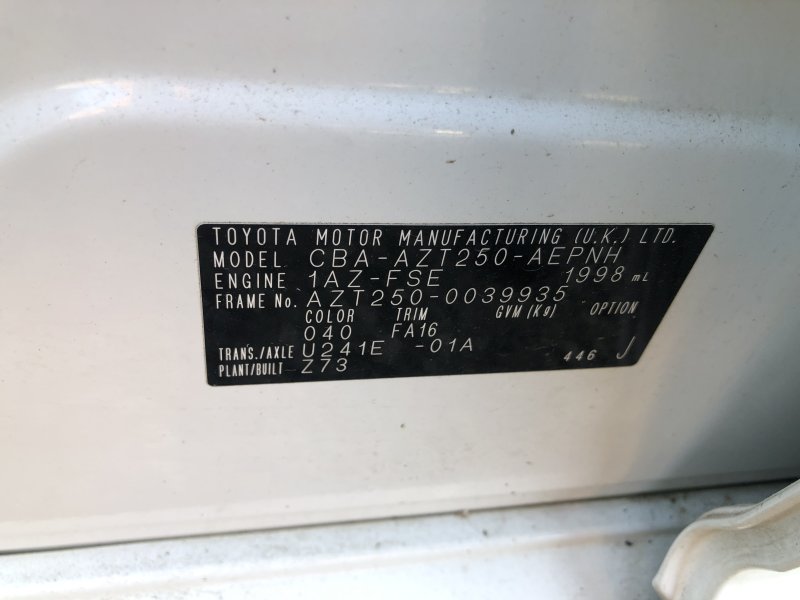 TOYOTA MOTOR MANUFACTURING (U.K.) LTD.
MODEL CBA-AZT250-AEPNH
ENGINE 1AZ-FSE 1998 mL
FRAME No. AZT250-0039935
COLOR TRIM GVM (Kg) OPTION
040 FA16
TRANS./AXLE U241E -01A
PLANT/BUILT Z73 446 J